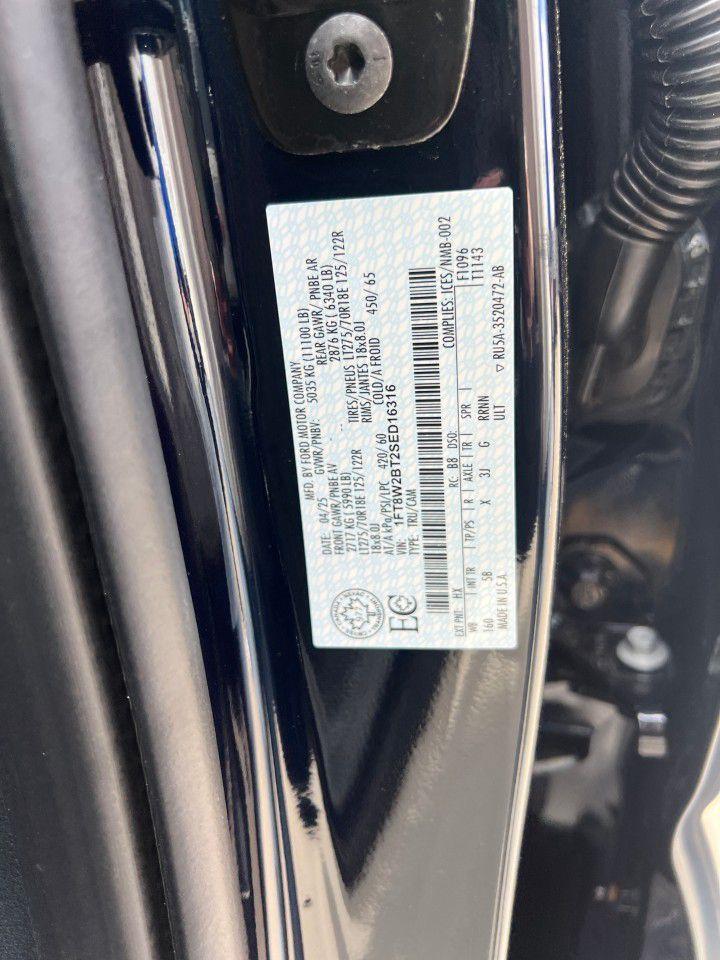 MFD. BY FORD MOTOR COMPANY
DATE: 04/25 GVWR/PNBV: 5035 KG (11100 LB)
FRONT GAWR/PNBE AV REAR GAWR/ PNBE AR
2717 KG ( 5990 LB) 2876 KG ( 6340 LB)
LT275/70R18E 125/122R TIRES/PNEUS LT275/70R18E 125/122R
18x8.0J RIMS/JANTES 18x8.0J
AT/À kPa/PSI/LPC 420/60 COLD/A FROID 450/65
VIN: 1FT8W2BT2SED16316
TYPE: TRU/CAM
EC
COMPLIES: ICES/NMB-002
EXT PNT: HX RC: B8 DSO: F1096
WB INT TR TP/PS R AXLE TR SPR T1143
160 5B X 3J G RRNN
MADE IN U.S.A. ULT ▽ RU5A-3520472-AB